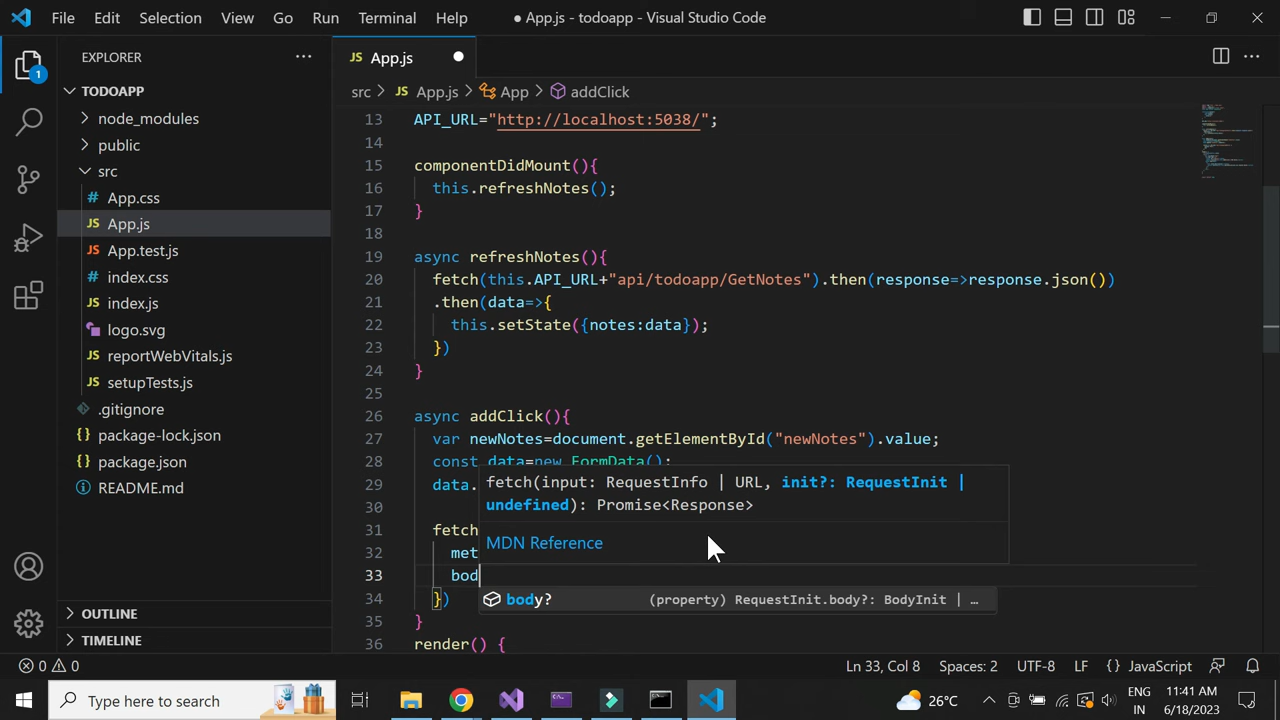 File Edit Selection View Go Run Terminal Help
● App.js - todoapp - Visual Studio Code
EXPLORER
1
TODOAPP
node_modules
public
src
# App.css
JS App.js
JS App.test.js
# index.css
JS index.js
logo.svg
JS reportWebVitals.js
JS setupTests.js
.gitignore
package-lock.json
package.json
README.md
OUTLINE
TIMELINE
JS App.js
src > JS App.js > App > addClick
13 API_URL="http://localhost:5038/";
14
15 componentDidMount(){
16 this.refreshNotes();
17 }
18
19 async refreshNotes(){
20 fetch(this.API_URL+"api/todoapp/GetNotes").then(response=>response.json())
21 .then(data=>{
22 this.setState({notes:data});
23 })
24 }
25
26 async addClick(){
27 var newNotes=document.getElementById("newNotes").value;
28 const data=new FormData();
29 data.
30
31 fetch
32 met
33 bod
34 })
35 }
36 render() {
fetch(input: RequestInfo | URL, init?: RequestInit |
undefined): Promise<Response>
MDN Reference
body? (property) RequestInit.body?: BodyInit | …
0 0
Ln 33, Col 8 Spaces: 2 UTF-8 LF {} JavaScript
Type here to search
26°C
ENG
IN
11:41 AM
6/18/2023